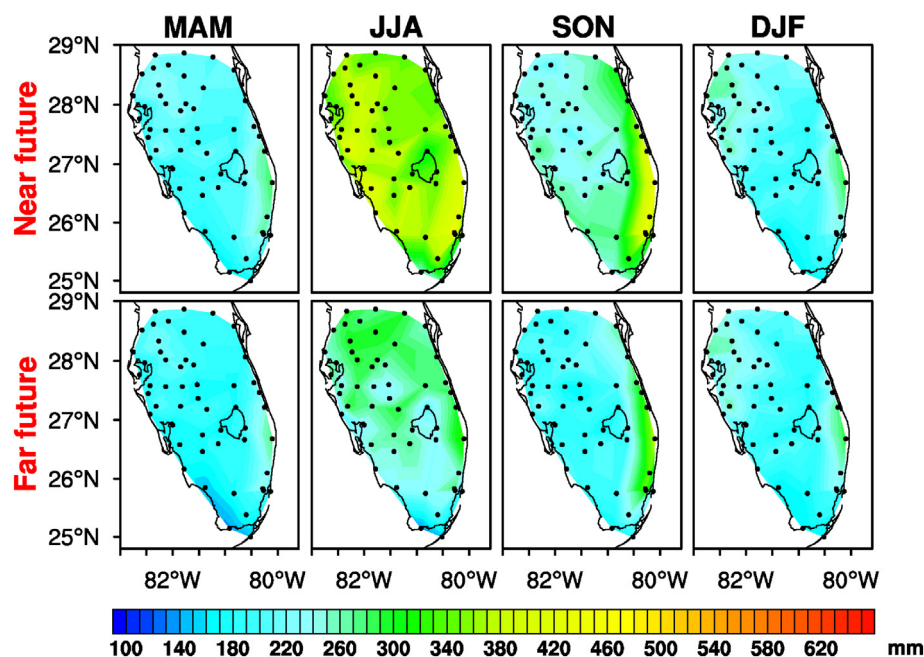 MAM JJA SON DJF
29°N
28°N
27°N
26°N
25°N
Near future
29°N
28°N
27°N
26°N
25°N
Far future
82°W 80°W 82°W 80°W 82°W 80°W 82°W 80°W
100 140 180 220 260 300 340 380 420 460 500 540 580 620 mm